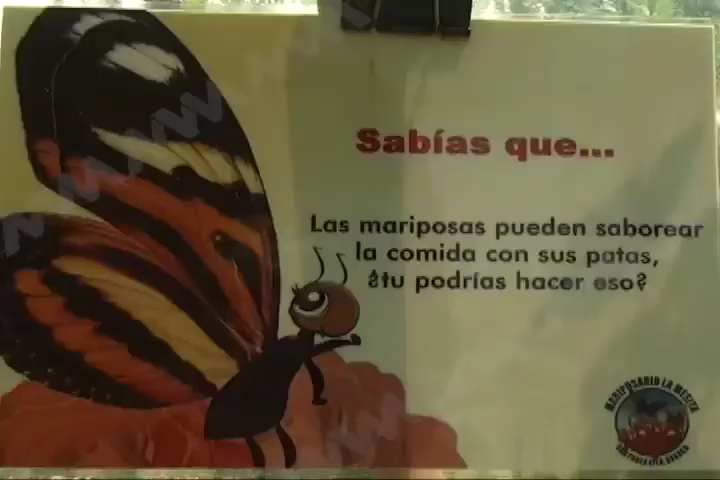 Sabías que...
Las mariposas pueden saborear
la comida con sus patas,
¿tu podrías hacer eso?
MARIPOSARIO LA MESITA